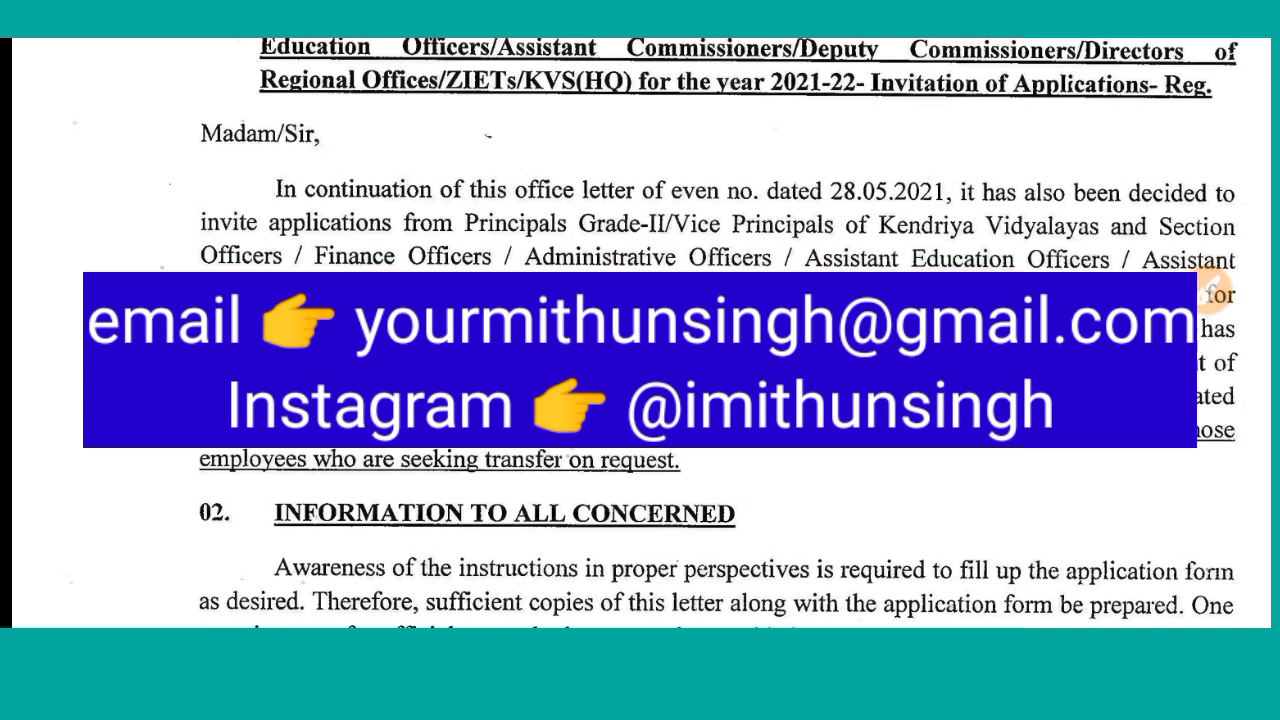 Education Officers/Assistant Commissioners/Deputy Commissioners/Directors of
Regional Offices/ZIETs/KVS(HQ) for the year 2021-22- Invitation of Applications- Reg.
Madam/Sir,
In continuation of this office letter of even no. dated 28.05.2021, it has also been decided to
invite applications from Principals Grade-II/Vice Principals of Kendriya Vidyalayas and Section
Officers / Finance Officers / Administrative Officers / Assistant Education Officers / Assistant
for
email 👉 yourmithunsingh@gmail.com
has
of
Instagram 👉 @imithunsingh
employees who are seeking transfer on request.
02. INFORMATION TO ALL CONCERNED
Awareness of the instructions in proper perspectives is required to fill up the application form
as desired. Therefore, sufficient copies of this letter along with the application form be prepared. One